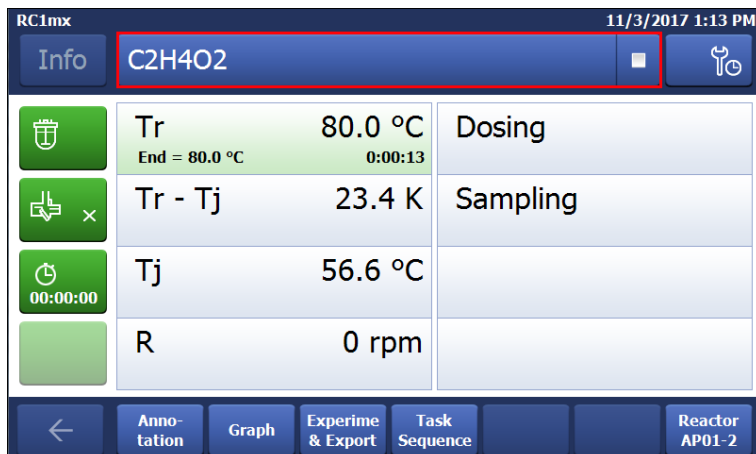 RC1mx 11/3/2017 1:13 PM
Info C2H4O2
Tr 80.0 °C Dosing
End = 80.0 °C 0:00:13
Tr - Tj 23.4 K Sampling
Tj 56.6 °C
00:00:00
R 0 rpm
Anno-
tation
Graph
Experime
& Export
Task
Sequence
Reactor
AP01-2